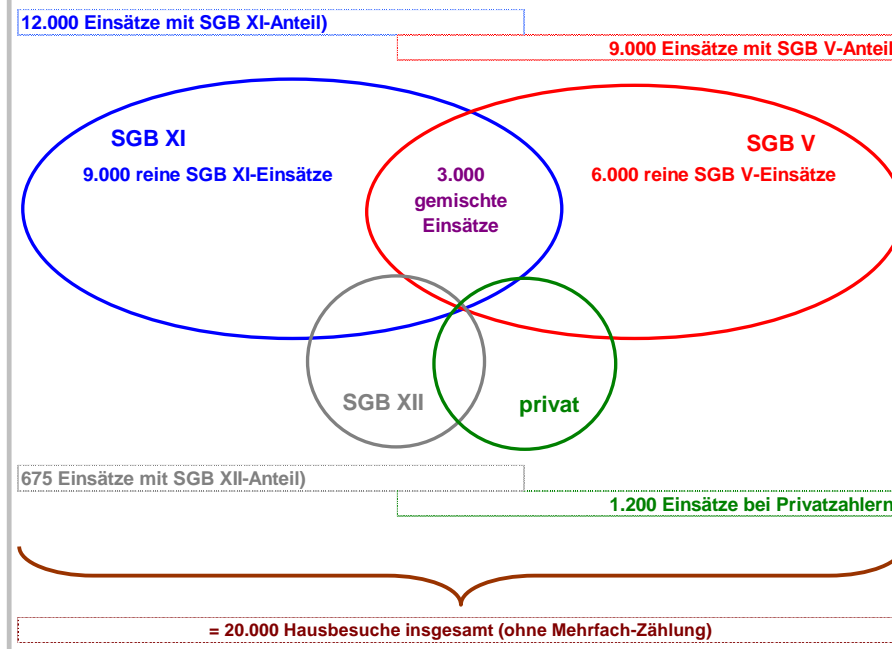 12.000 Einsätze mit SGB XI-Anteil)
9.000 Einsätze mit SGB V-Anteil
SGB XI
SGB V
9.000 reine SGB XI-Einsätze
3.000
gemischte
Einsätze
6.000 reine SGB V-Einsätze
SGB XII
privat
675 Einsätze mit SGB XII-Anteil)
1.200 Einsätze bei Privatzahlern
= 20.000 Hausbesuche insgesamt (ohne Mehrfach-Zählung)